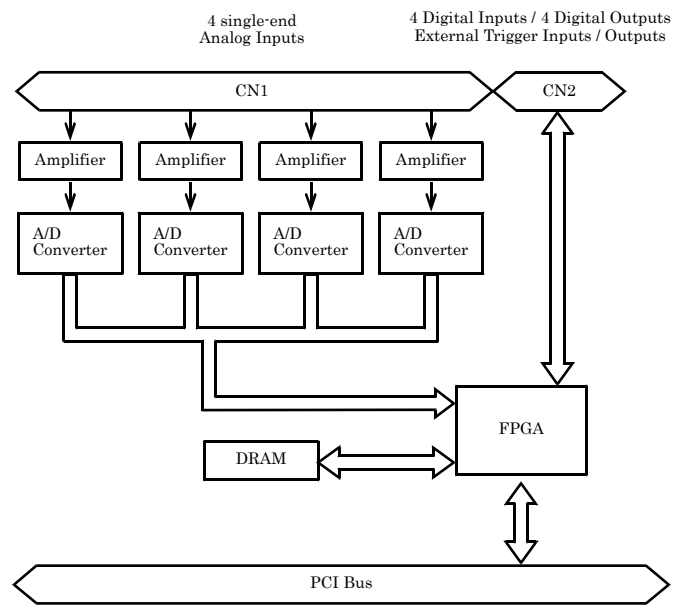 4 single-end
Analog Inputs
4 Digital Inputs / 4 Digital Outputs
External Trigger Inputs / Outputs
CN1
CN2
Amplifier
Amplifier
Amplifier
Amplifier
A/D
Converter
A/D
Converter
A/D
Converter
A/D
Converter
FPGA
DRAM
PCI Bus